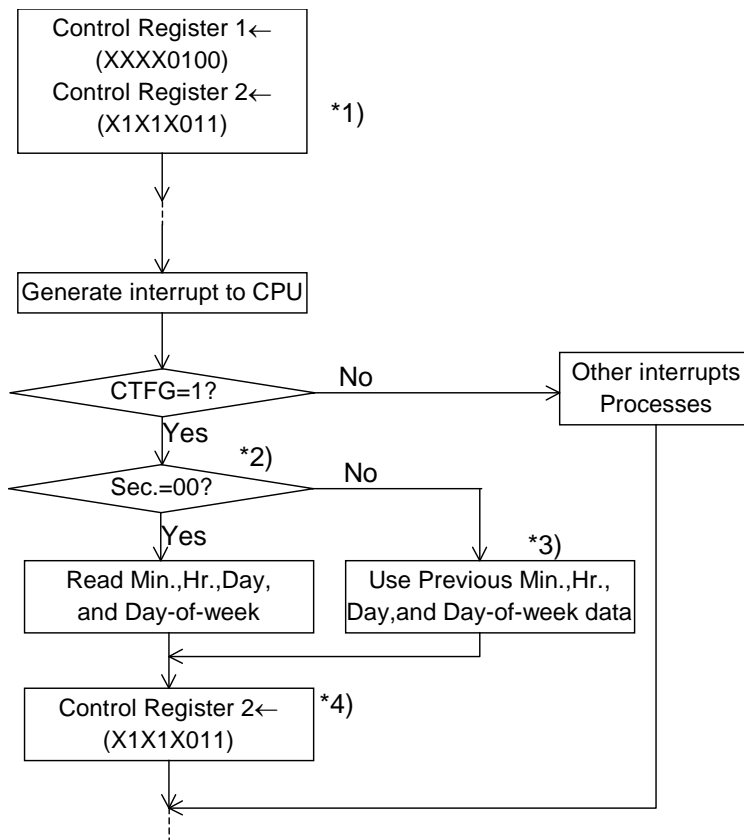 Control Register 1←
(XXXX0100)
Control Register 2←
(X1X1X011)
*1)
Generate interrupt to CPU
CTFG=1?
No
Other interrupts
Processes
Yes
*2)
Sec.=00?
No
Yes
*3)
Read Min.,Hr.,Day,
and Day-of-week
Use Previous Min.,Hr.,
Day,and Day-of-week data
Control Register 2←
(X1X1X011)
*4)